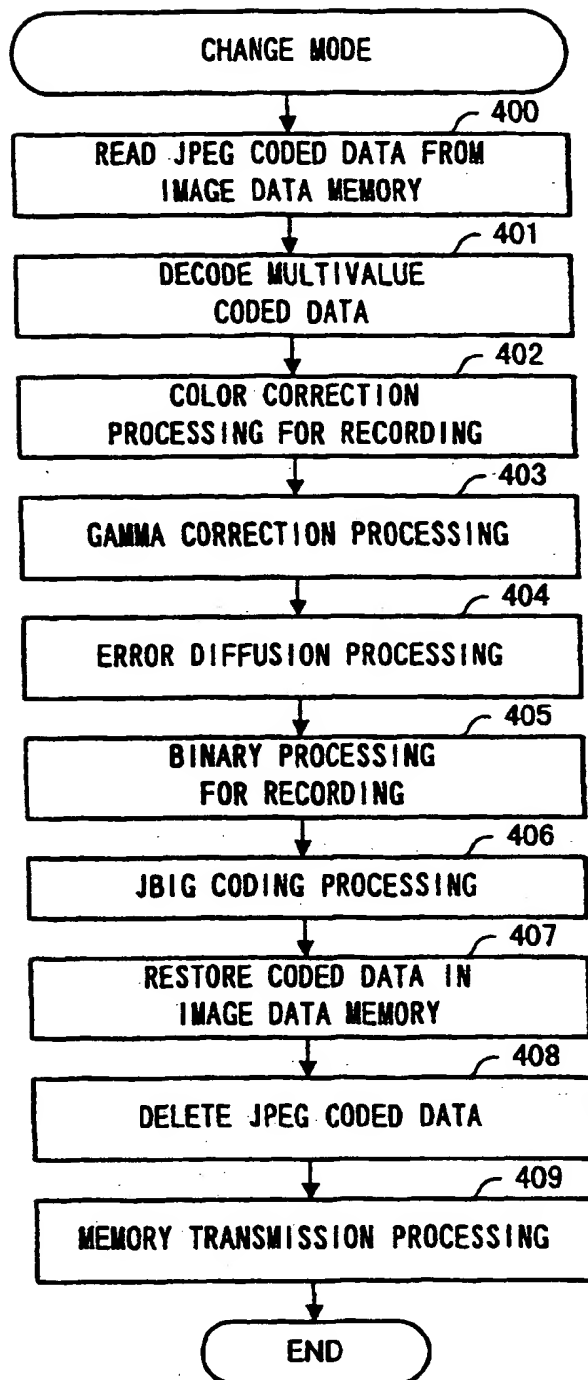 CHANGE MODE
400
READ JPEG CODED DATA FROM
IMAGE DATA MEMORY
401
DECODE MULTIVALUE
CODED DATA
402
COLOR CORRECTION
PROCESSING FOR RECORDING
403
GAMMA CORRECTION PROCESSING
404
ERROR DIFFUSION PROCESSING
405
BINARY PROCESSING
FOR RECORDING
406
JBIG CODING PROCESSING
407
RESTORE CODED DATA IN
IMAGE DATA MEMORY
408
DELETE JPEG CODED DATA
409
MEMORY TRANSMISSION PROCESSING
END